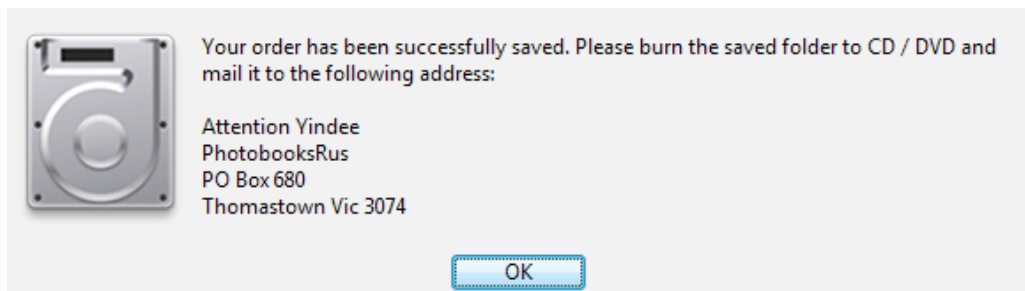 Your order has been successfully saved. Please burn the saved folder to CD / DVD and
mail it to the following address:
Attention Yindee
PhotobooksRus
PO Box 680
Thomastown Vic 3074
OK